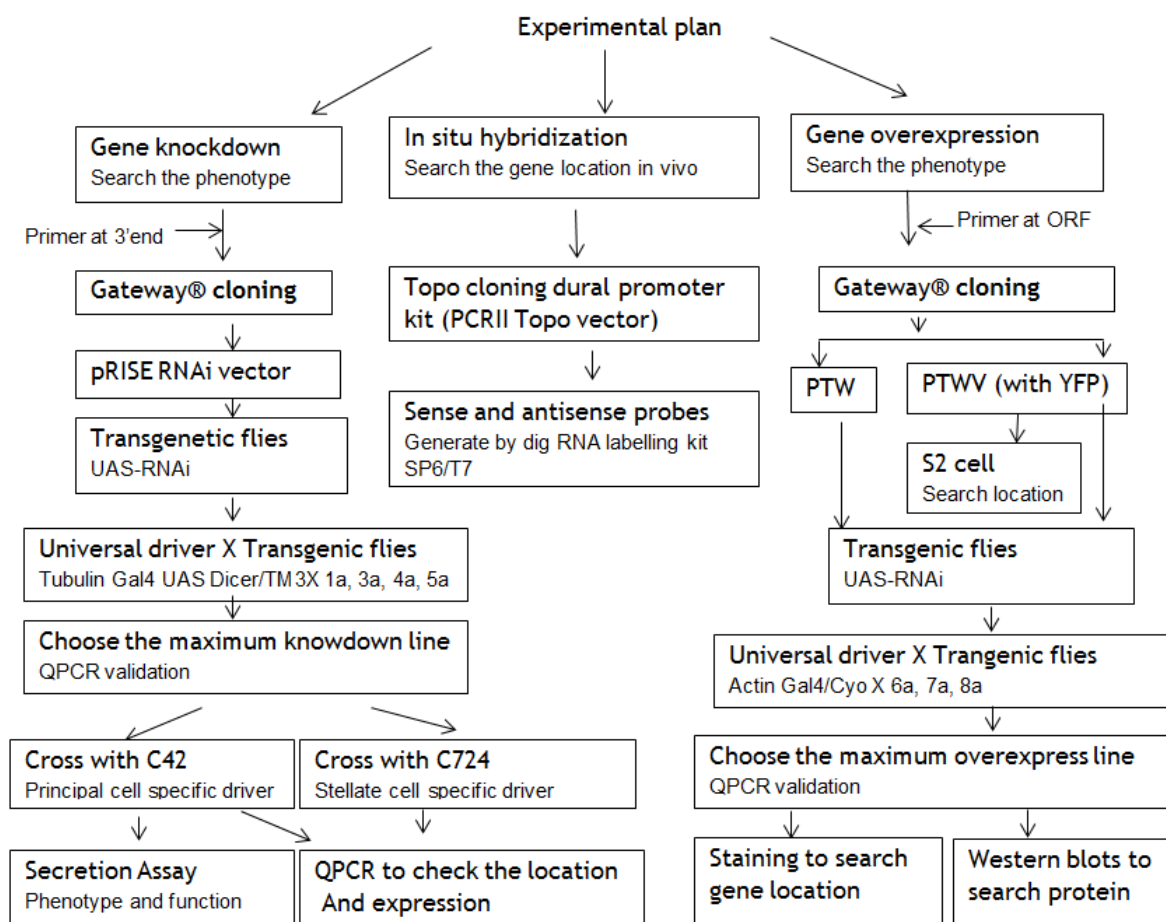 Experimental plan
Gene knockdown
Search the phenotype
In situ hybridization
Search the gene location in vivo
Gene overexpression
Search the phenotype
Primer at 3'end
Primer at ORF
Gateway® cloning
Topo cloning dural promoter
kit (PCRII Topo vector)
Gateway® cloning
pRISE RNAi vector
PTW
PTWV (with YFP)
Sense and antisense probes
Generate by dig RNA labelling kit
SP6/T7
Transgenetic flies
UAS-RNAi
S2 cell
Search location
Universal driver X Transgenic flies
Tubulin Gal4 UAS Dicer/TM3X 1a, 3a, 4a, 5a
Transgenic flies
UAS-RNAi
Choose the maximum knowdown line
QPCR validation
Universal driver X Trangenic flies
Actin Gal4/Cyo X 6a, 7a, 8a
Cross with C42
Principal cell specific driver
Cross with C724
Stellate cell specific driver
Choose the maximum overexpress line
QPCR validation
Secretion Assay
Phenotype and function
QPCR to check the location
And expression
Staining to search
gene location
Western blots to
search protein